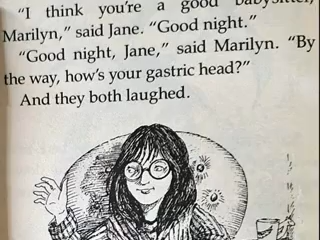 "I think you're a good babysitter,
Marilyn," said Jane. "Good night."
"Good night, Jane," said Marilyn. "By
the way, how's your gastric head?"
And they both laughed.